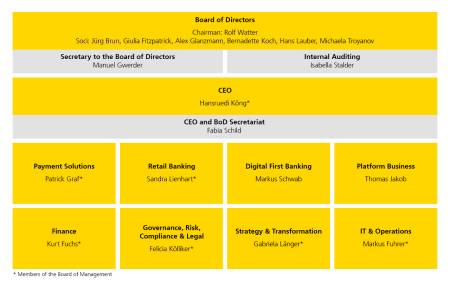 Board of Directors
Chairman: Rolf Watter
Soci: Jürg Brun, Giulia Fitzpatrick, Alex Glanzmann, Bernadette Koch, Hans Lauber, Michaela Troyanov
Secretary to the Board of Directors
Manuel Gwerder
Internal Auditing
Isabella Stalder
CEO
Hansruedi Köng*
CEO and BoD Secretariat
Fabia Schild
Payment Solutions
Patrick Graf*
Retail Banking
Sandra Lienhart*
Digital First Banking
Markus Schwab
Platform Business
Thomas Jakob
Finance
Kurt Fuchs*
Governance, Risk,
Compliance & Legal
Felicia Kölliker*
Strategy & Transformation
Gabriela Länger*
IT & Operations
Markus Fuhrer*
* Members of the Board of Management